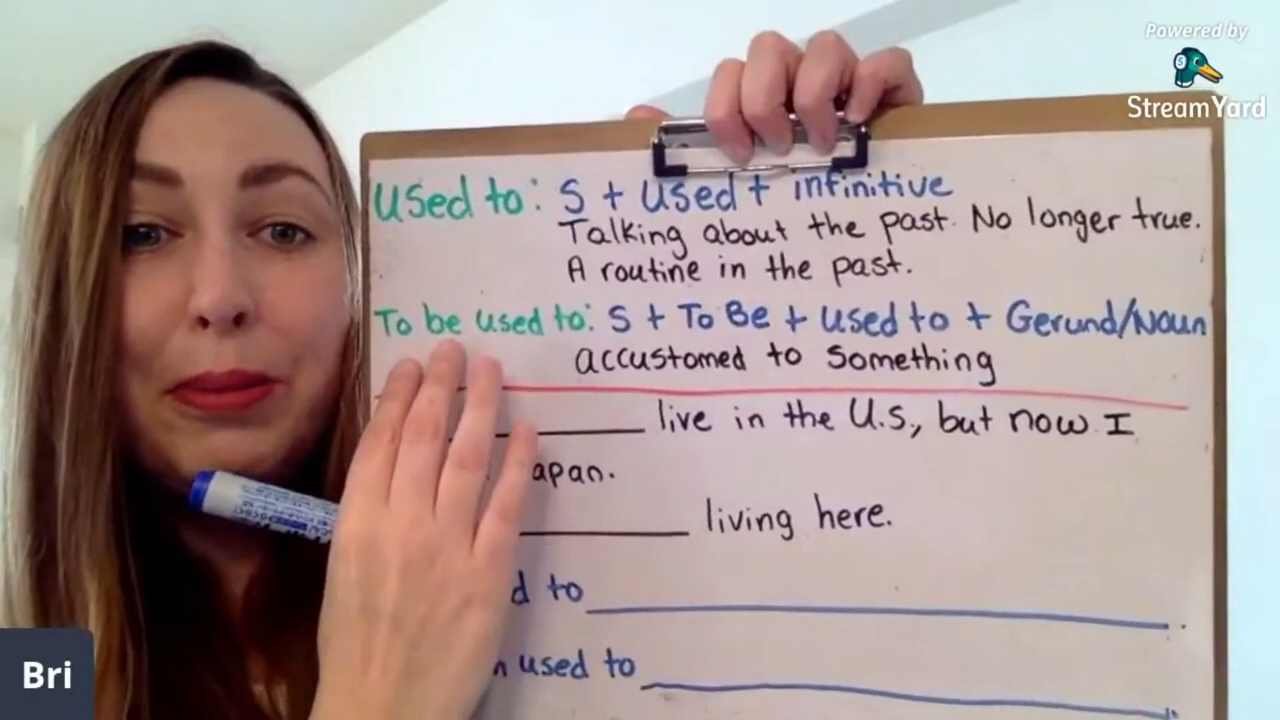 Powered by
StreamYard
Used to: S + Used + infinitive
Talking about the past. No longer true.
A routine in the past.
To be used to: S + To Be + used to + Gerund/Noun
accustomed to something
live in the U.S, but now I
apan.
living here.
d to
used to
Bri